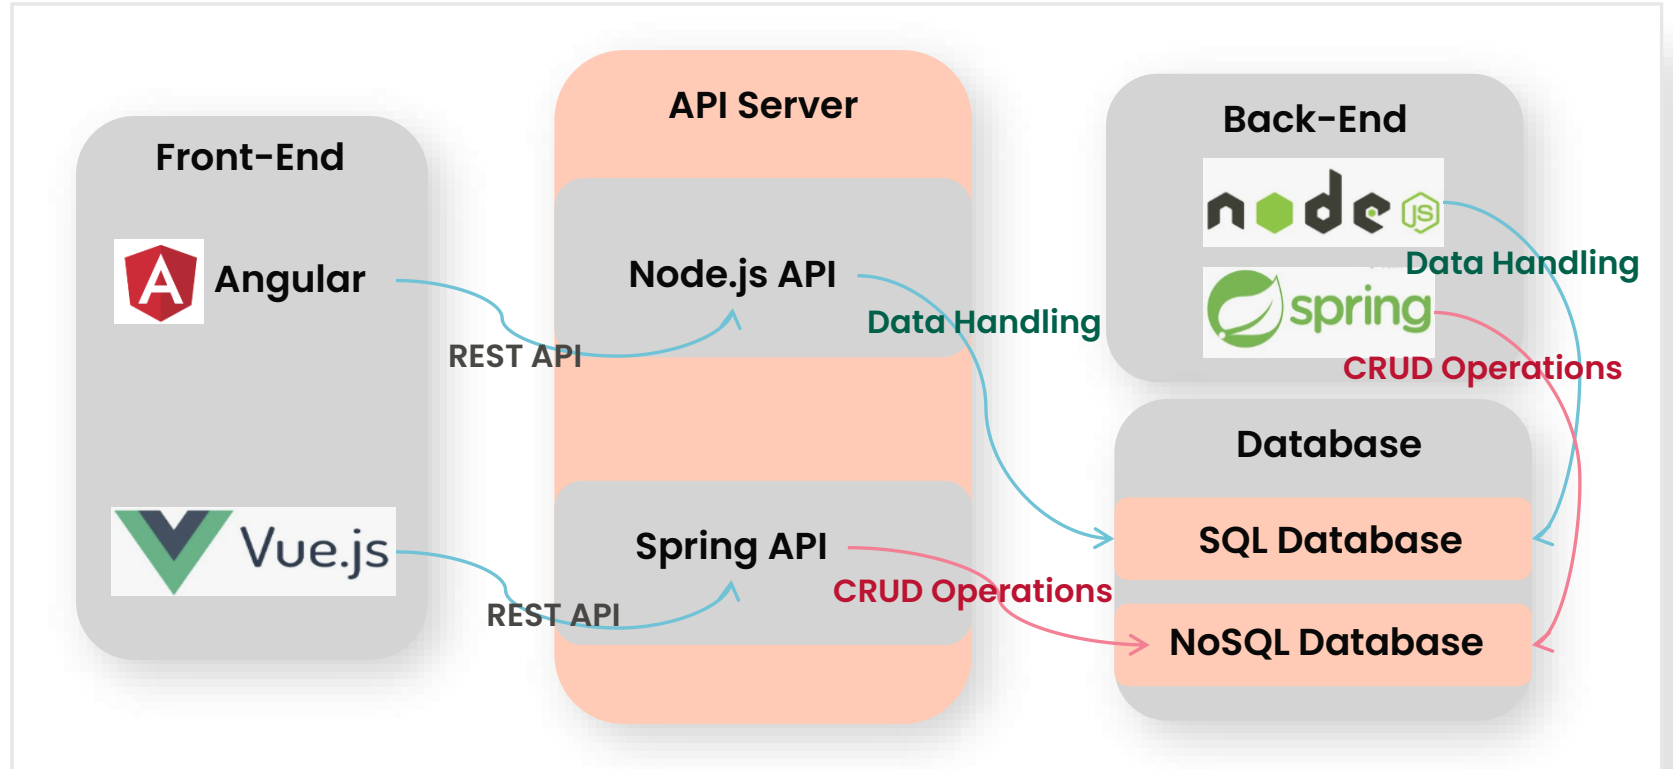 Front-End
Angular
Vue.js
REST API
REST API
API Server
Node.js API
Spring API
Data Handling
CRUD Operations
Back-End
node JS
spring
Data Handling
CRUD Operations
Database
SQL Database
NoSQL Database